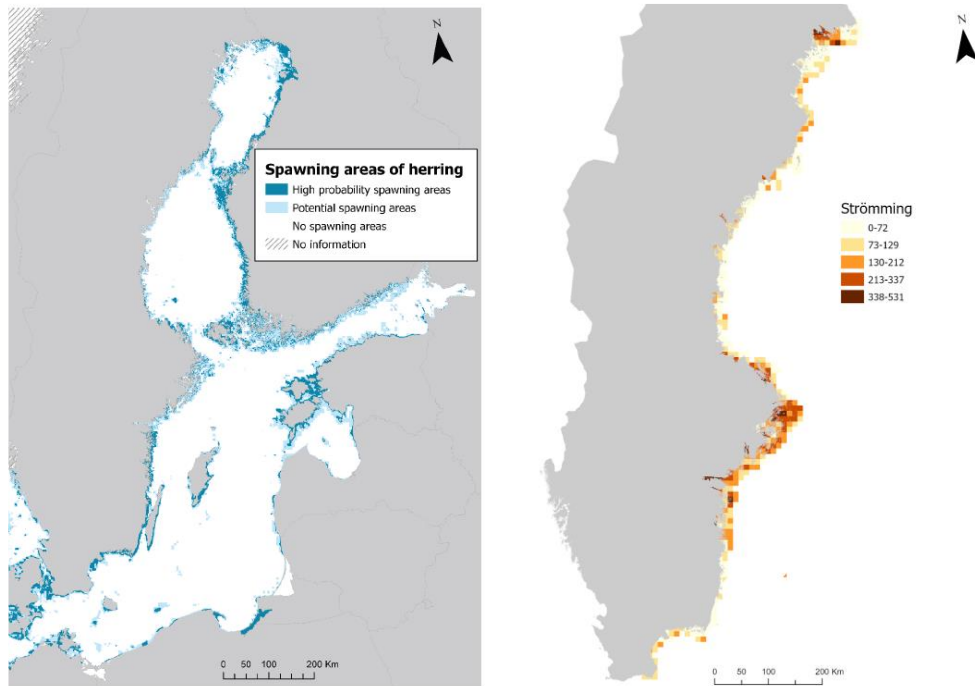 N
Spawning areas of herring
High probability spawning areas
Potential spawning areas
No spawning areas
No information
0 50 100 200 Km
N
Strömming
0-72
73-129
130-212
213-337
338-531
0 50 100 200 Km